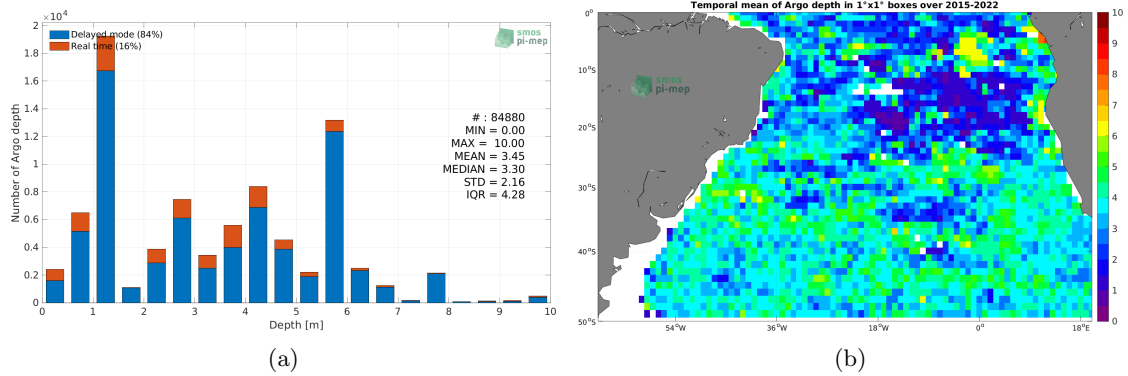 ×10⁴
2
1.8
1.6
1.4
1.2
1
0.8
0.6
0.4
0.2
0
Number of Argo depth
Delayed mode (84%)
Real time (16%)
smos
pi-mep
# : 84880
MIN = 0.00
MAX = 10.00
MEAN = 3.45
MEDIAN = 3.30
STD = 2.16
IQR = 4.28
0 1 2 3 4 5 6 7 8 9 10
Depth [m]
(a)
Temporal mean of Argo depth in 1°x1° boxes over 2015-2022
0°
10°S
20°S
30°S
40°S
50°S
smos
pi-mep
54°W 36°W 18°W 0° 18°E
10
9
8
7
6
5
4
3
2
1
0
(b)